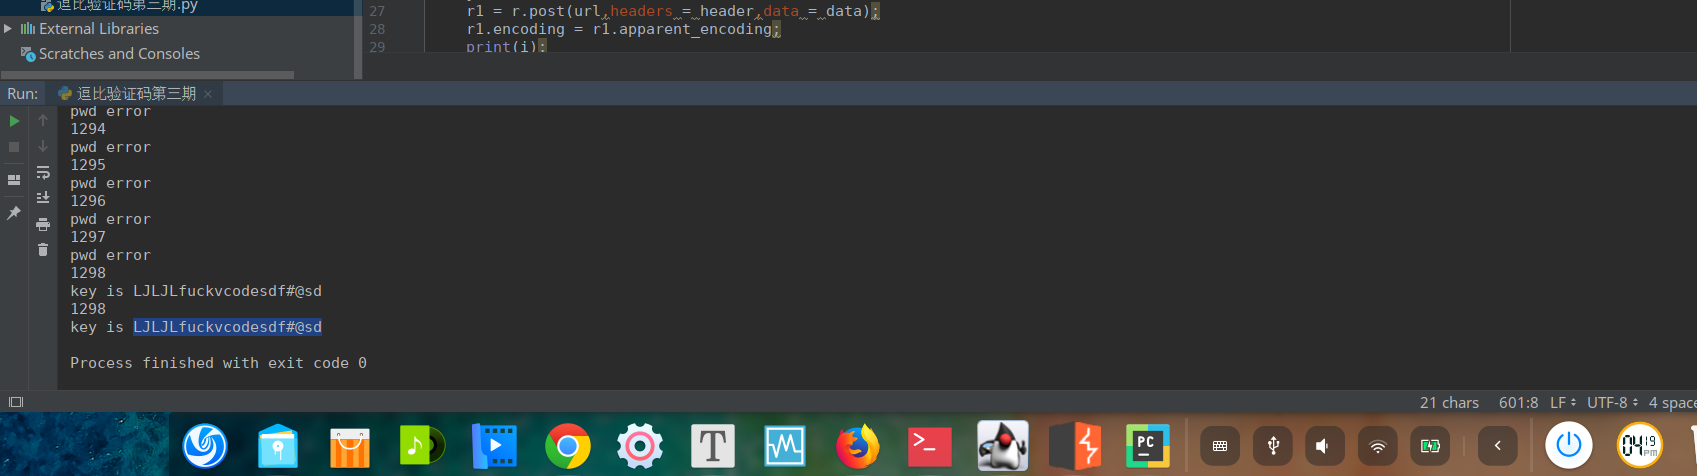 逗比验证码第三期.py
External Libraries
Scratches and Consoles
27 r1 = r.post(url,headers = header,data = data);
28 r1.encoding = r1.apparent_encoding;
29 print(i);
Run: 逗比验证码第三期 ×
pwd error
1294
pwd error
1295
pwd error
1296
pwd error
1297
pwd error
1298
key is LJLJLfuckvcodesdf#@sd
1298
key is LJLJLfuckvcodesdf#@sd
Process finished with exit code 0
21 chars 601:8 LF UTF-8 4 space
T
PC
04 19 PM